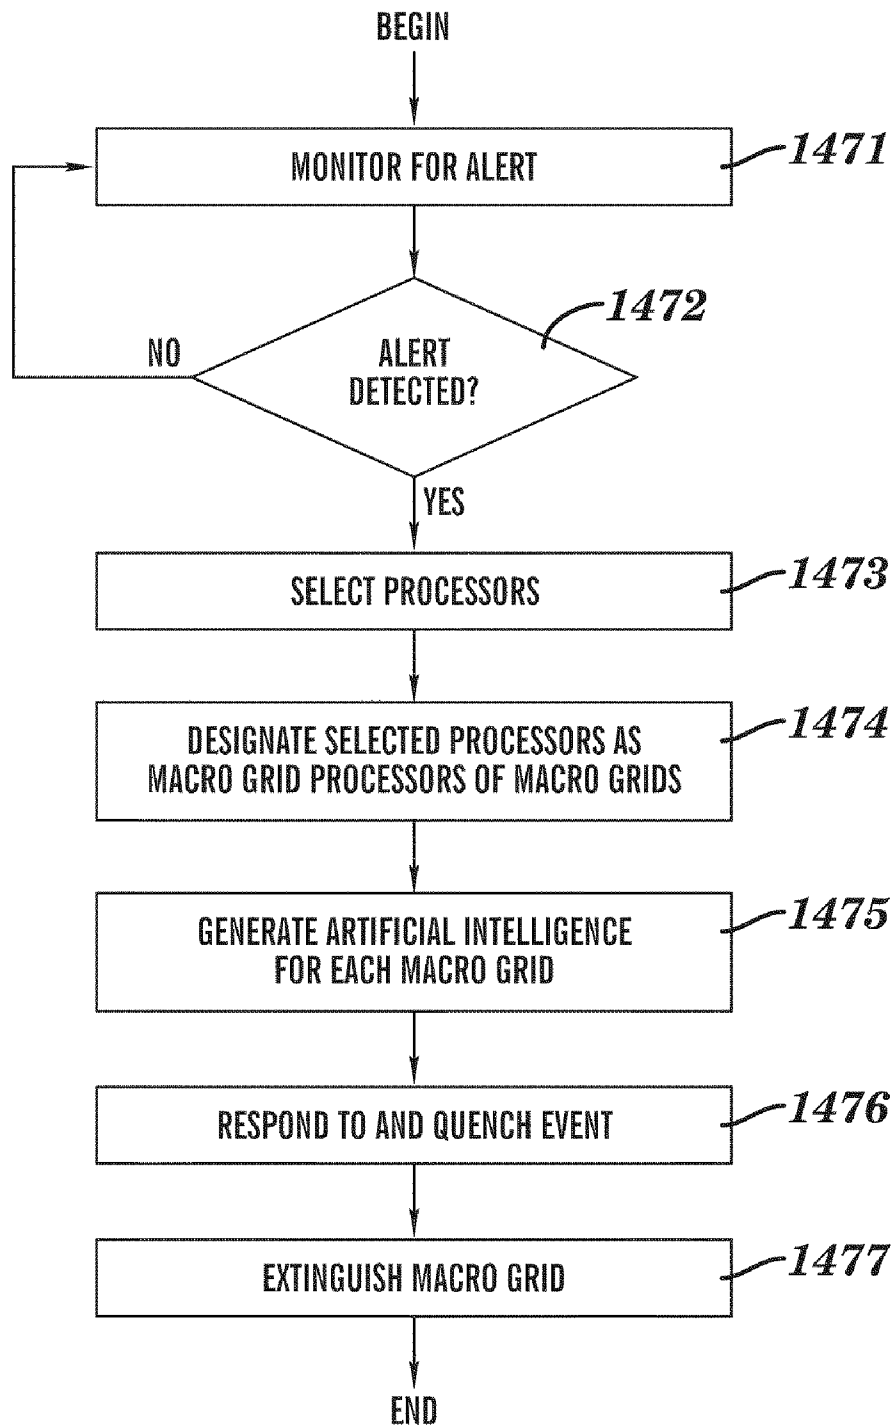 BEGIN
MONITOR FOR ALERT
1471
1472
ALERT
DETECTED?
NO
YES
SELECT PROCESSORS
1473
DESIGNATE SELECTED PROCESSORS AS
MACRO GRID PROCESSORS OF MACRO GRIDS
1474
GENERATE ARTIFICIAL INTELLIGENCE
FOR EACH MACRO GRID
1475
RESPOND TO AND QUENCH EVENT
1476
EXTINGUISH MACRO GRID
1477
END